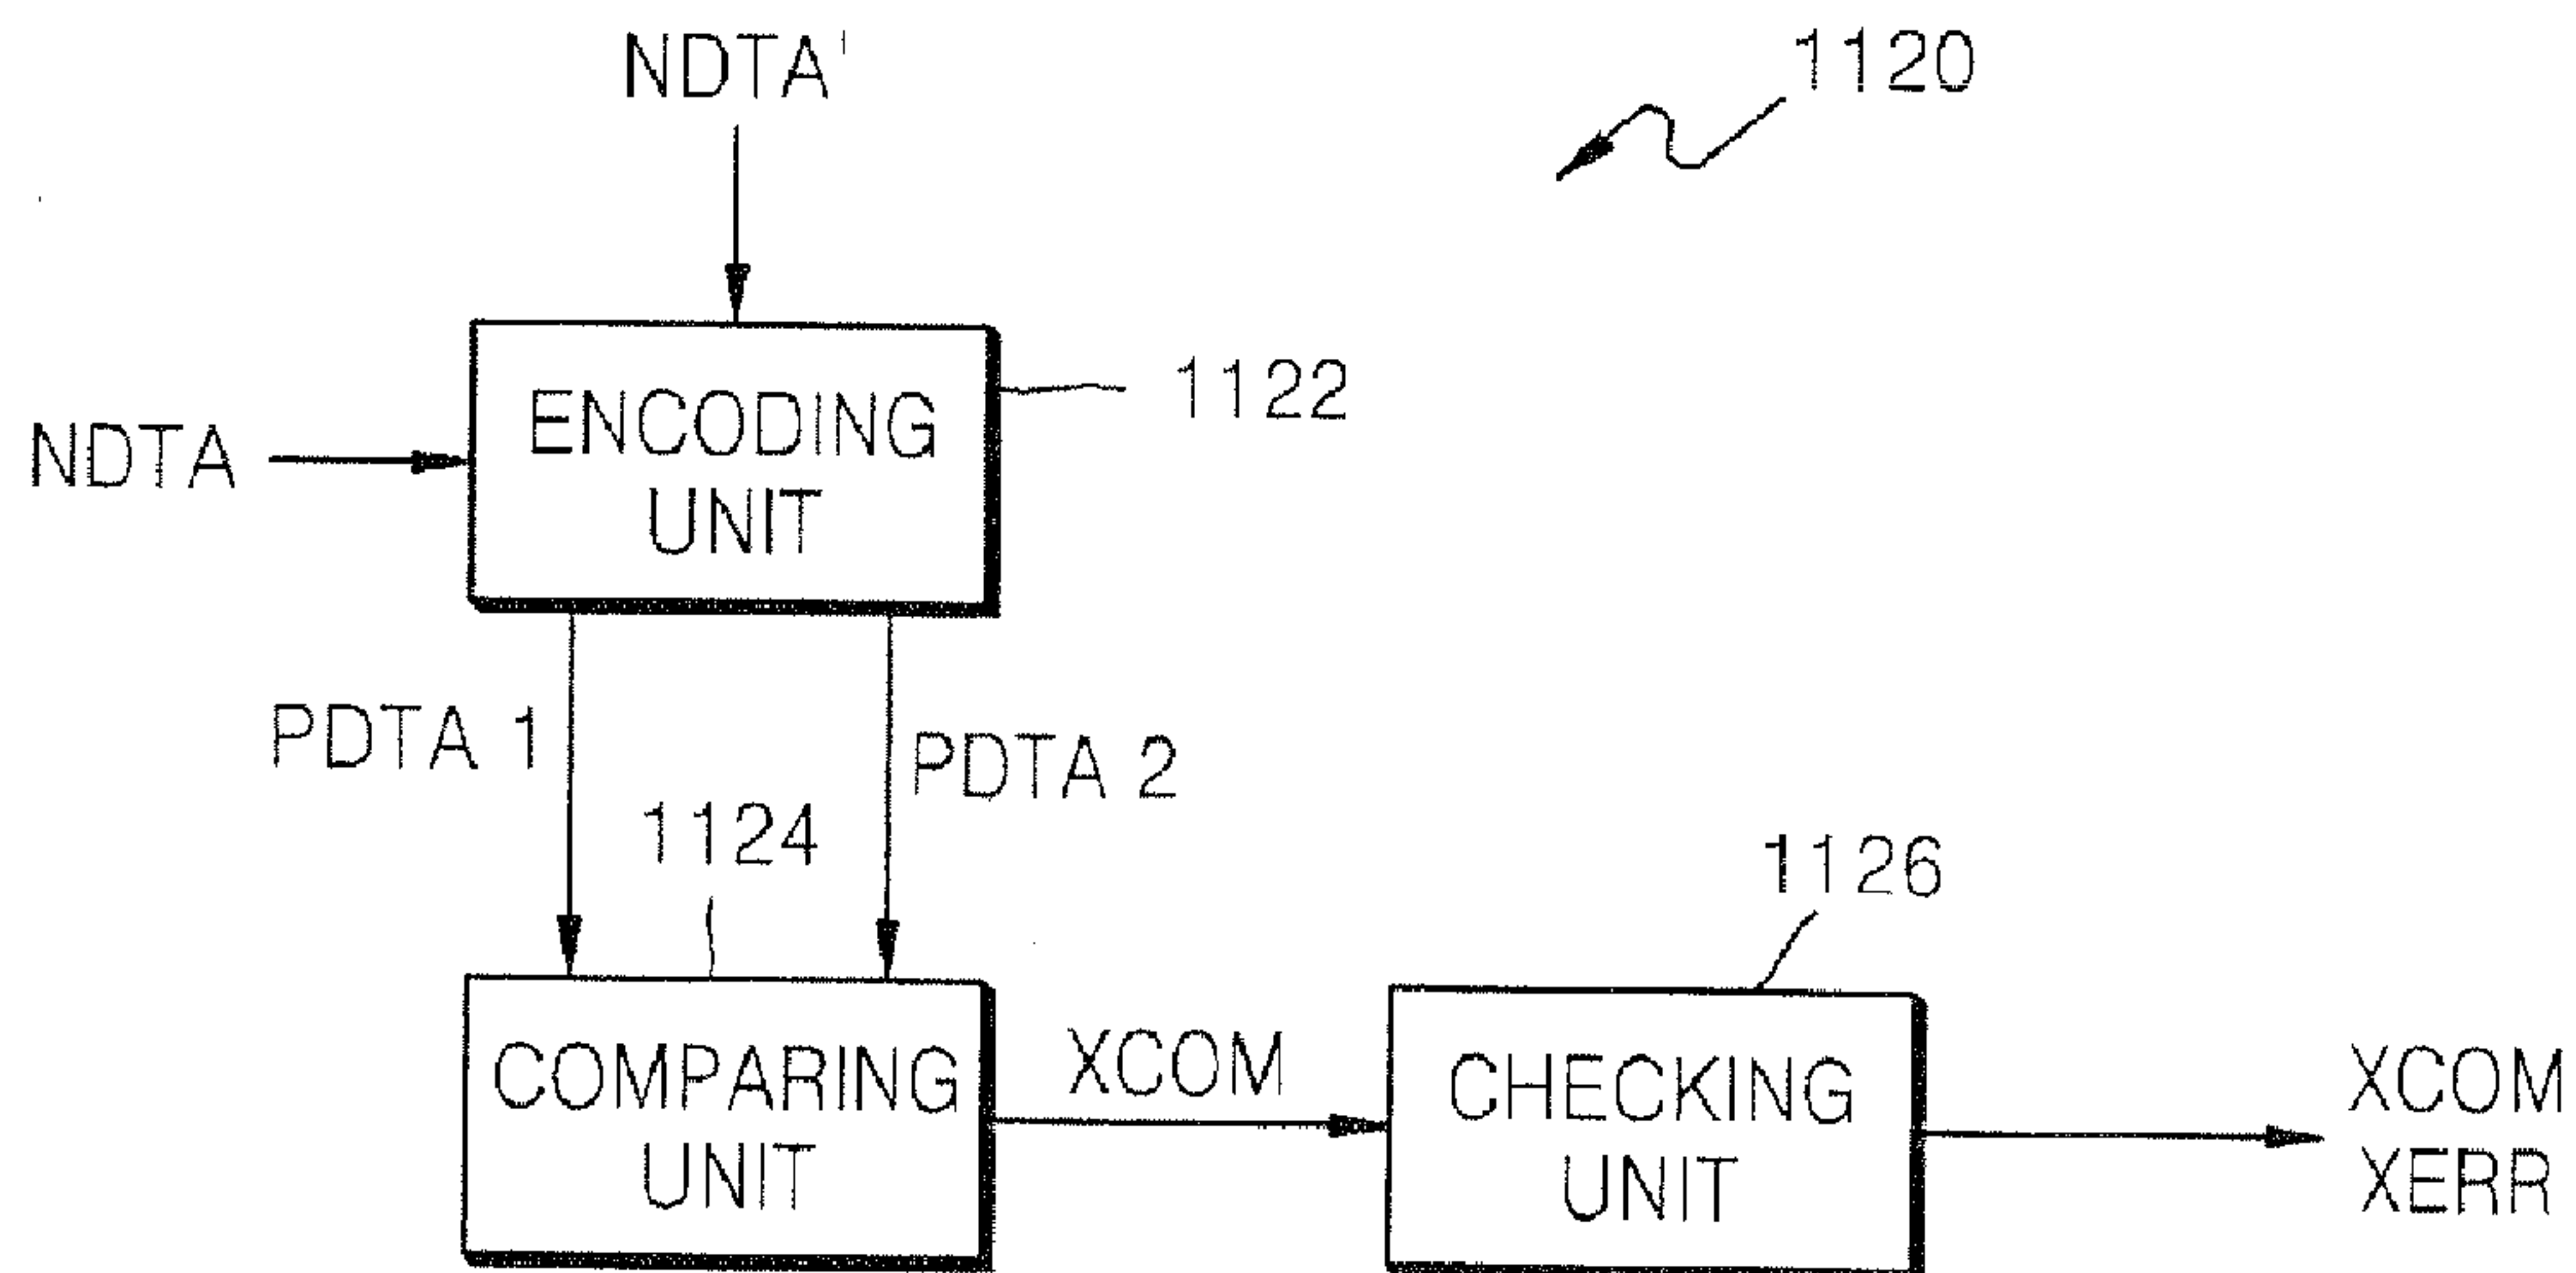 NDTA'
1120
ENCODING
UNIT
1122
NDTA
PDTA 1
PDTA 2
1124
1126
COMPARING
UNIT
XCOM
CHECKING
UNIT
XCOM
XERR